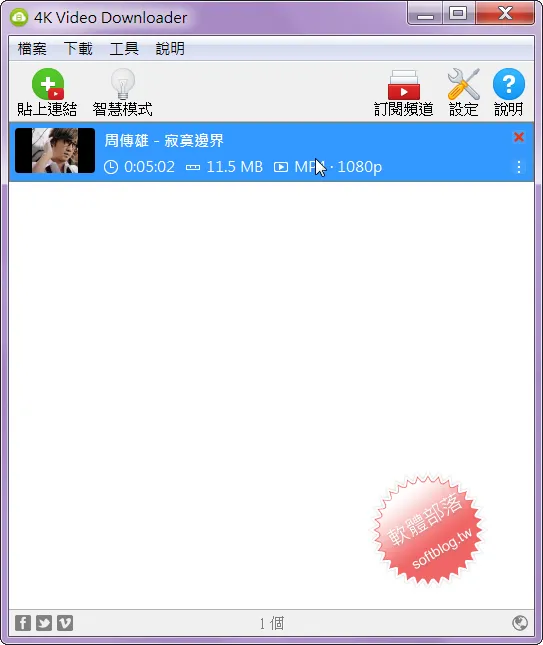 4K Video Downloader
檔案 下載 工具 說明
貼上連結 智慧模式 訂閱頻道 設定 說明
周傳雄 - 寂寞邊界
0:05:02 11.5 MB MP4 · 1080p
軟體部落
softblog.tw
1 個